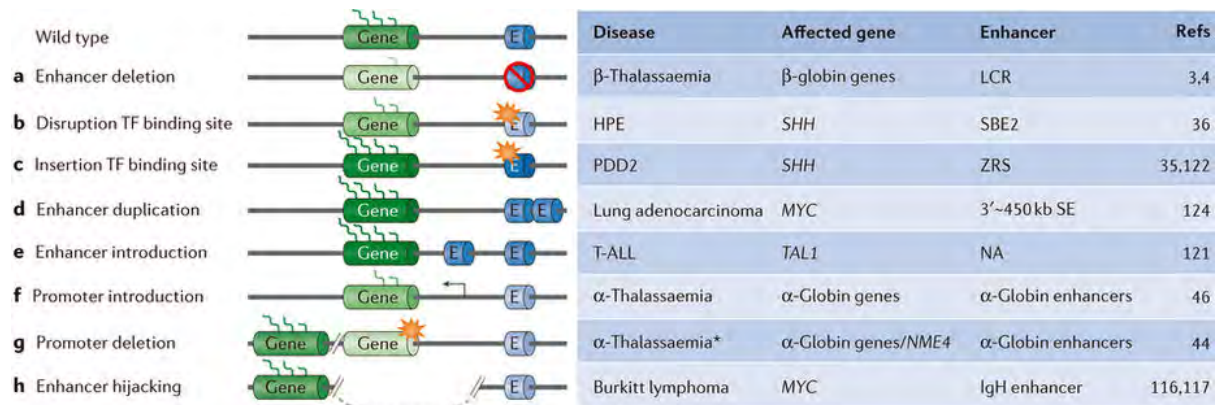 Disease Affected gene Enhancer Refs
Wild type Gene E
a Enhancer deletion Gene β-Thalassaemia β-globin genes LCR 3,4
b Disruption TF binding site Gene E HPE SHH SBE2 36
c Insertion TF binding site Gene E PDD2 SHH ZRS 35,122
d Enhancer duplication Gene E E Lung adenocarcinoma MYC 3′~450 kb SE 124
e Enhancer introduction Gene E E T-ALL TAL1 NA 121
f Promoter introduction Gene E α-Thalassaemia α-Globin genes α-Globin enhancers 46
g Promoter deletion Gene Gene E α-Thalassaemia* α-Globin genes/NME4 α-Globin enhancers 44
h Enhancer hijacking Gene E Burkitt lymphoma MYC IgH enhancer 116,117